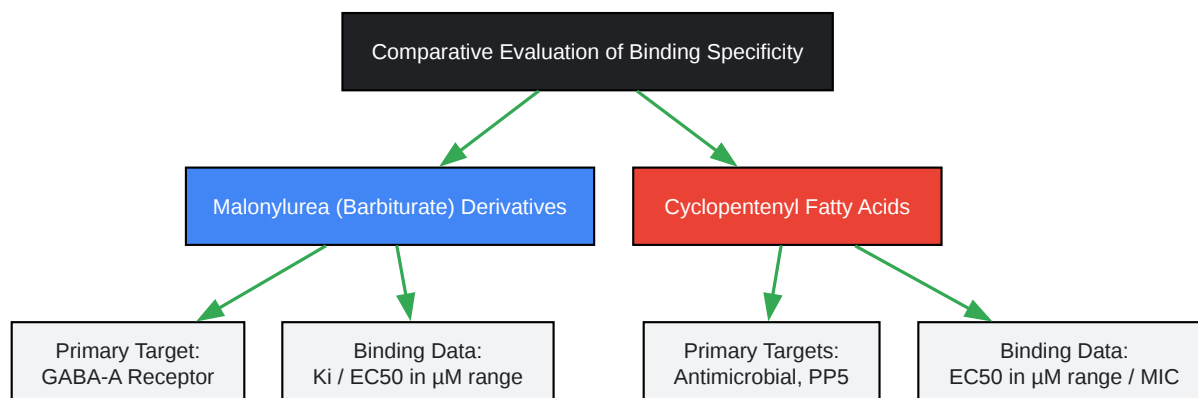 Comparative Evaluation of Binding Specificity
Malonylurea (Barbiturate) Derivatives
Cyclopentenyl Fatty Acids
Primary Target:
GABA-A Receptor
Binding Data:
Ki / EC50 in µM range
Primary Targets:
Antimicrobial, PP5
Binding Data:
EC50 in µM range / MIC